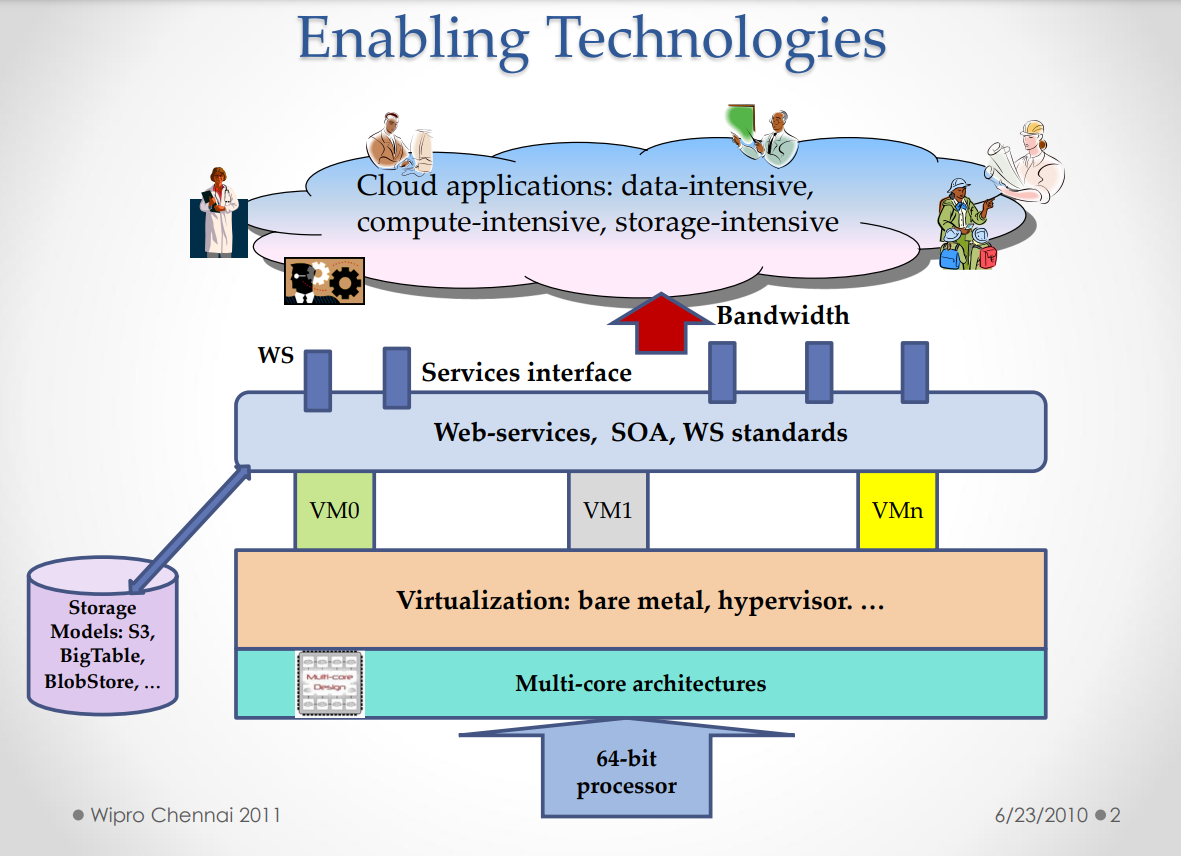 Enabling Technologies
Cloud applications: data-intensive,
compute-intensive, storage-intensive
Bandwidth
WS
Services interface
Web-services,  SOA, WS standards
VM0
VM1
VMn
Virtualization: bare metal, hypervisor. …
Storage
Models: S3,
BigTable,
BlobStore, …
Multi-core
Design
Multi-core architectures
64-bit
processor
● Wipro Chennai 2011
6/23/2010 ● 2